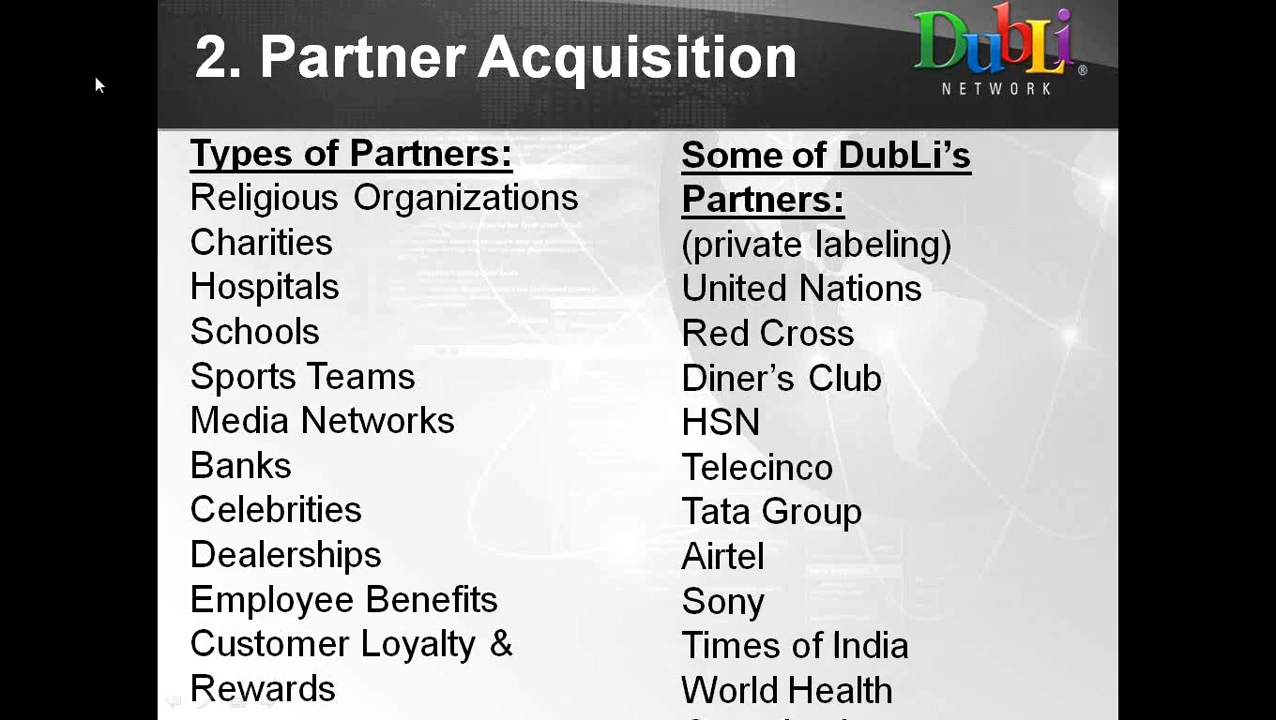 2. Partner Acquisition
DubLi®
NETWORK
Types of Partners:
Religious Organizations
Charities
Hospitals
Schools
Sports Teams
Media Networks
Banks
Celebrities
Dealerships
Employee Benefits
Customer Loyalty &
Rewards
Some of DubLi’s
Partners:
(private labeling)
United Nations
Red Cross
Diner’s Club
HSN
Telecinco
Tata Group
Airtel
Sony
Times of India
World Health